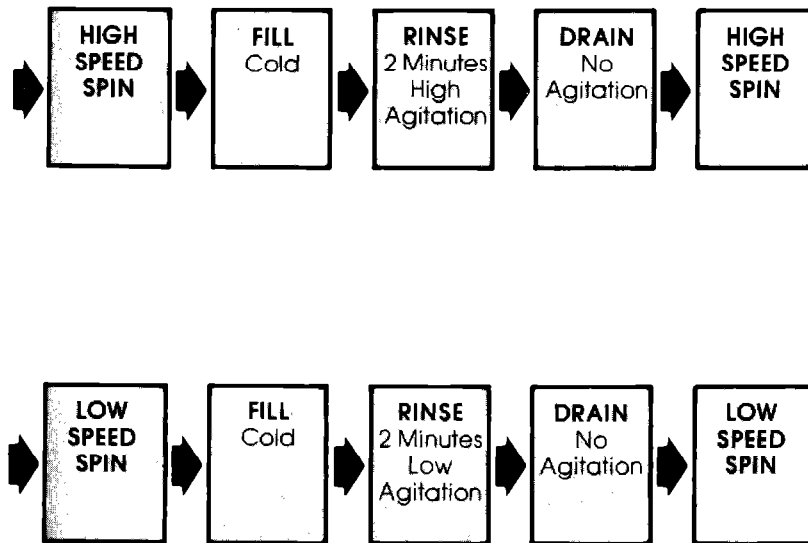 HIGH
SPEED
SPIN
FILL
Cold
RINSE
2 Minutes
High
Agitation
DRAIN
No
Agitation
HIGH
SPEED
SPIN
LOW
SPEED
SPIN
FILL
Cold
RINSE
2 Minutes
Low
Agitation
DRAIN
No
Agitation
LOW
SPEED
SPIN